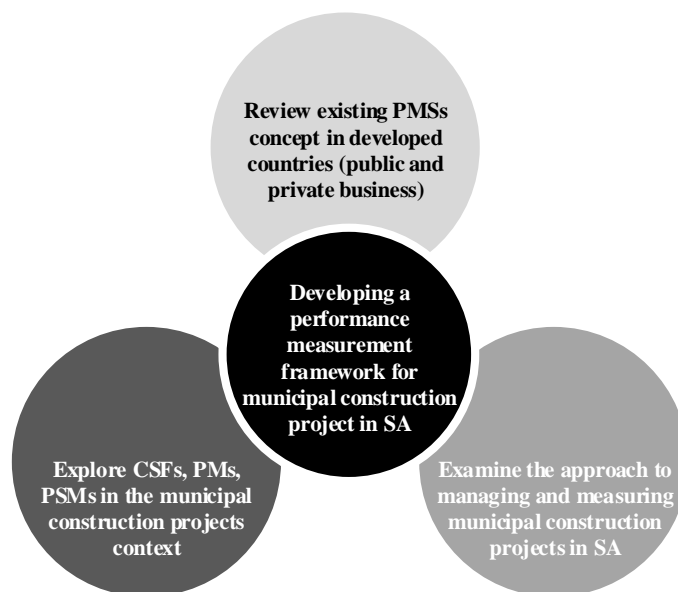 Review existing PMSs
concept in developed
countries (public and
private business)
Developing a
performance
measurement
framework for
municipal construction
project in SA
Explore CSFs, PMs,
PSMs in the municipal
construction projects
context
Examine the approach to
managing and measuring
municipal construction
projects in SA